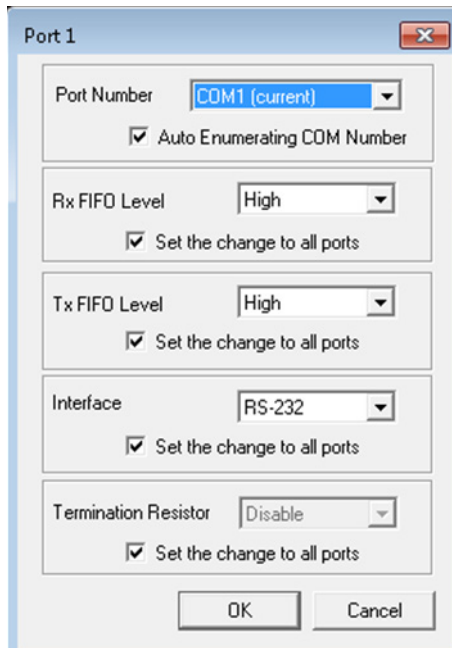 Port 1
Port Number COM1 (current)
Auto Enumerating COM Number
Rx FIFO Level High
Set the change to all ports
Tx FIFO Level High
Set the change to all ports
Interface RS-232
Set the change to all ports
Termination Resistor Disable
Set the change to all ports
OK Cancel